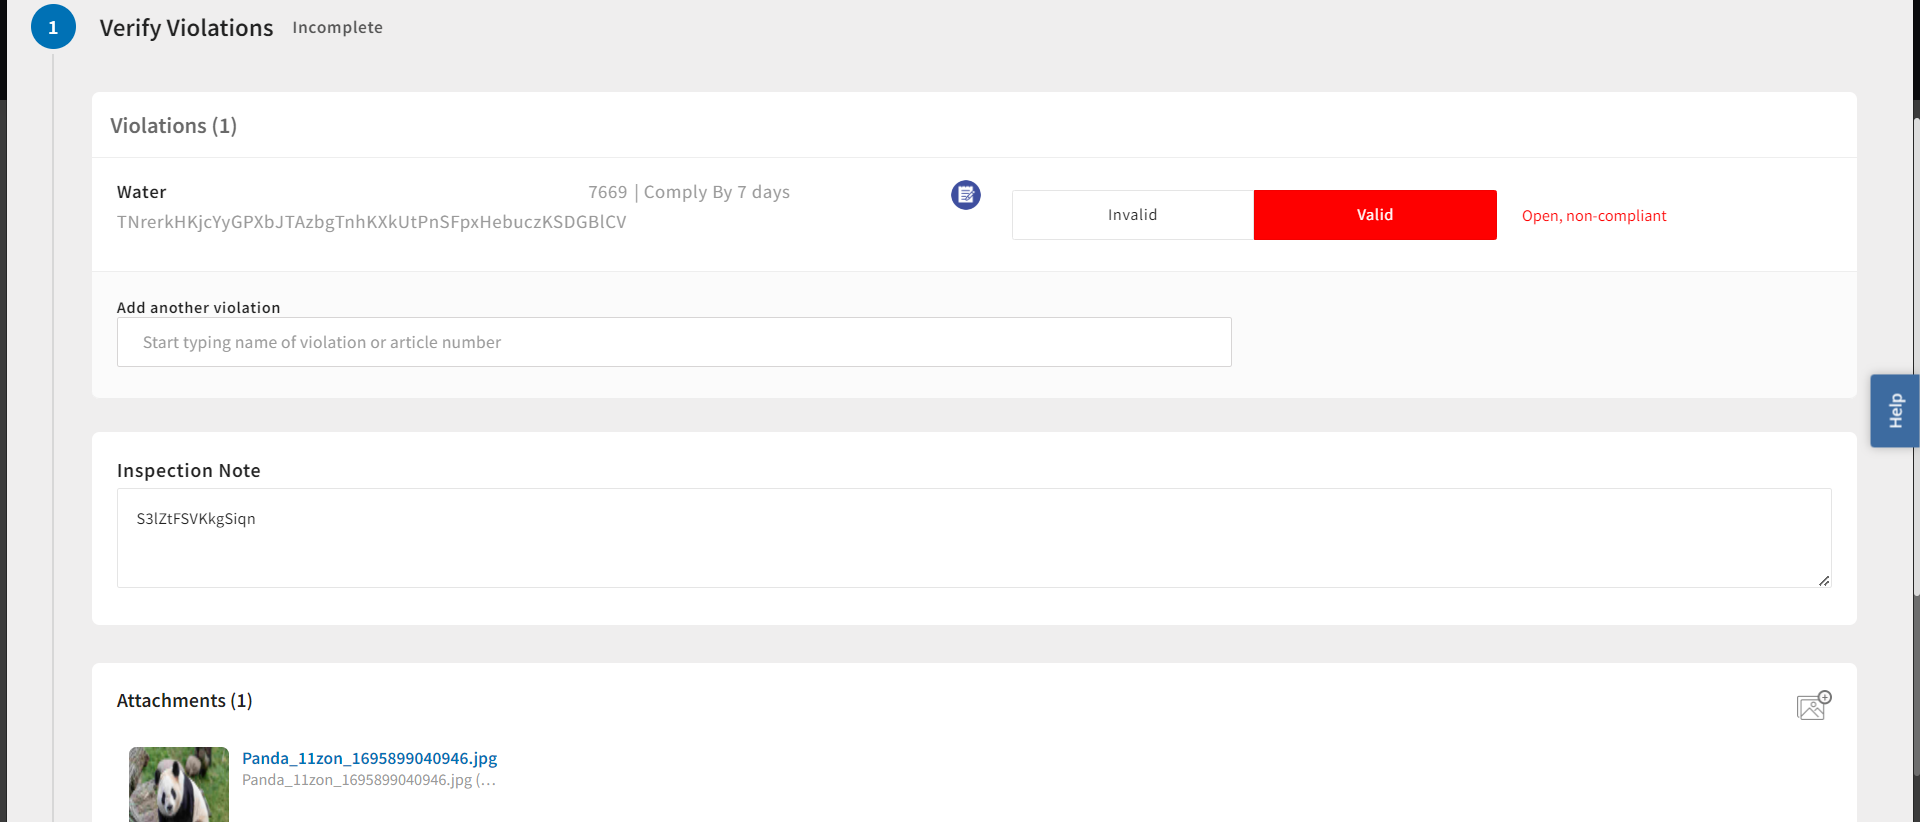 1
Verify Violations Incomplete
Violations (1)
Water 7669 | Comply By 7 days
TNrerkHKjcYyGPXbJTAzbgTnhKXkUtPnSFpxHebuczKSDGBlCV
Invalid Valid Open, non-compliant
Add another violation
Start typing name of violation or article number
Help
Inspection Note
S3lZtFSVKkgSiqn
Attachments (1)
Panda_11zon_1695899040946.jpg
Panda_11zon_1695899040946.jpg (...